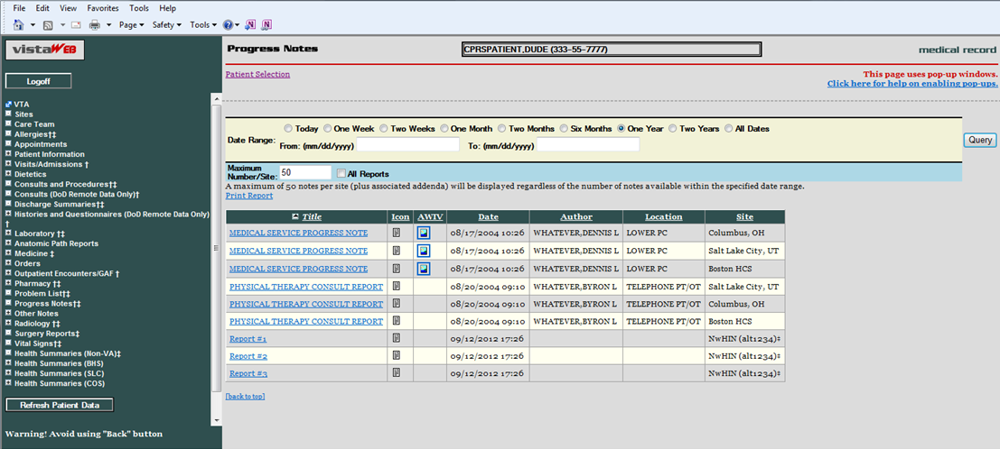 File Edit View Favorites Tools Help
Page Safety Tools
vistaWEB
Logoff
VTA
Sites
Care Team
Allergies†‡
Appointments
Patient Information
Visits/Admissions †
Dietetics
Consults and Procedures†‡
Consults (DoD Remote Data Only)†
Discharge Summaries†‡
Histories and Questionnaires (DoD Remote Data Only)
†
Laboratory †‡
Anatomic Path Reports
Medicine ‡
Orders
Outpatient Encounters/GAF †
Pharmacy †‡
Problem List†‡
Progress Notes†‡
Other Notes
Radiology †‡
Surgery Reports‡
Vital Signs†‡
Health Summaries (Non-VA)‡
Health Summaries (BHS)
Health Summaries (SLC)
Health Summaries (COS)
Refresh Patient Data
Warning! Avoid using "Back" button
Progress Notes CPRSPATIENT,DUDE (333-55-7777) medical record
Patient Selection This page uses pop-up windows.
Click here for help on enabling pop-ups.
Date Range: Today One Week Two Weeks One Month Two Months Six Months One Year Two Years All Dates
From: (mm/dd/yyyy) To: (mm/dd/yyyy)
Query
Maximum
Number/Site: 50 All Reports
A maximum of 50 notes per site (plus associated addenda) will be displayed regardless of the number of notes available within the specified date range.
Print Report
Title Icon AWIV Date Author Location Site
MEDICAL SERVICE PROGRESS NOTE 08/17/2004 10:26 WHATEVER,DENNIS L LOWER PC Columbus, OH
MEDICAL SERVICE PROGRESS NOTE 08/17/2004 10:26 WHATEVER,DENNIS L LOWER PC Salt Lake City, UT
MEDICAL SERVICE PROGRESS NOTE 08/17/2004 10:26 WHATEVER,DENNIS L LOWER PC Boston HCS
PHYSICAL THERAPY CONSULT REPORT 08/20/2004 09:10 WHATEVER,BYRON L TELEPHONE PT/OT Salt Lake City, UT
PHYSICAL THERAPY CONSULT REPORT 08/20/2004 09:10 WHATEVER,BYRON L TELEPHONE PT/OT Columbus, OH
PHYSICAL THERAPY CONSULT REPORT 08/20/2004 09:10 WHATEVER,BYRON L TELEPHONE PT/OT Boston HCS
Report #1 09/12/2012 17:26 NwHIN (alt1234)‡
Report #2 09/12/2012 17:26 NwHIN (alt1234)‡
Report #3 09/12/2012 17:26 NwHIN (alt1234)‡
[back to top]